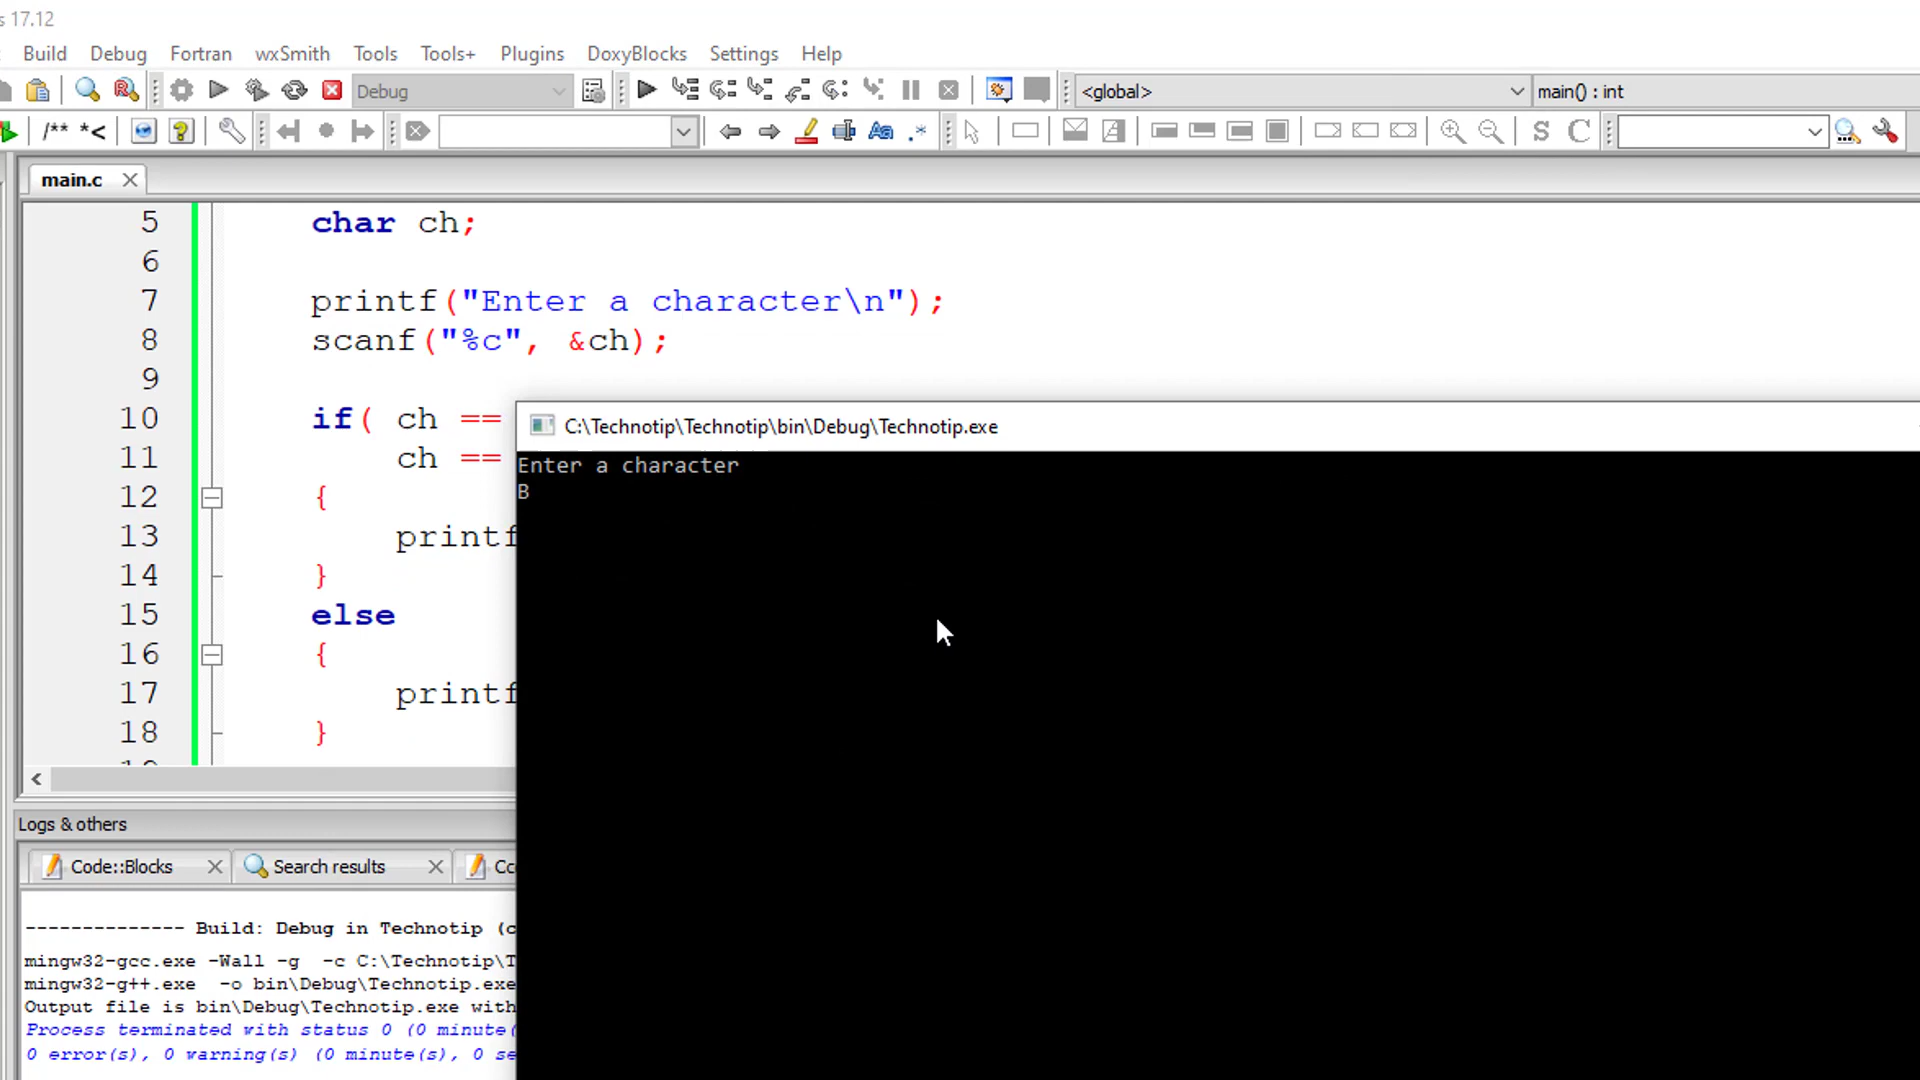 s 17.12
Build Debug Fortran wxSmith Tools Tools+ Plugins DoxyBlocks Settings Help
Debug <global> main() : int
/** *< Aa .* S C
main.c
5 char ch;
6
7 printf("Enter a character\n");
8 scanf("%c", &ch);
9
10 if( ch ==
11 ch ==
12 {
13 printf
14 }
15 else
16 {
17 printf
18 }
C:\Technotip\Technotip\bin\Debug\Technotip.exe
Enter a character
B
Logs & others
Code::Blocks Search results Cc
-------------- Build: Debug in Technotip (c
mingw32-gcc.exe -Wall -g -c C:\Technotip\T
mingw32-g++.exe -o bin\Debug\Technotip.exe
Output file is bin\Debug\Technotip.exe with
Process terminated with status 0 (0 minute(
0 error(s), 0 warning(s) (0 minute(s), 0 se